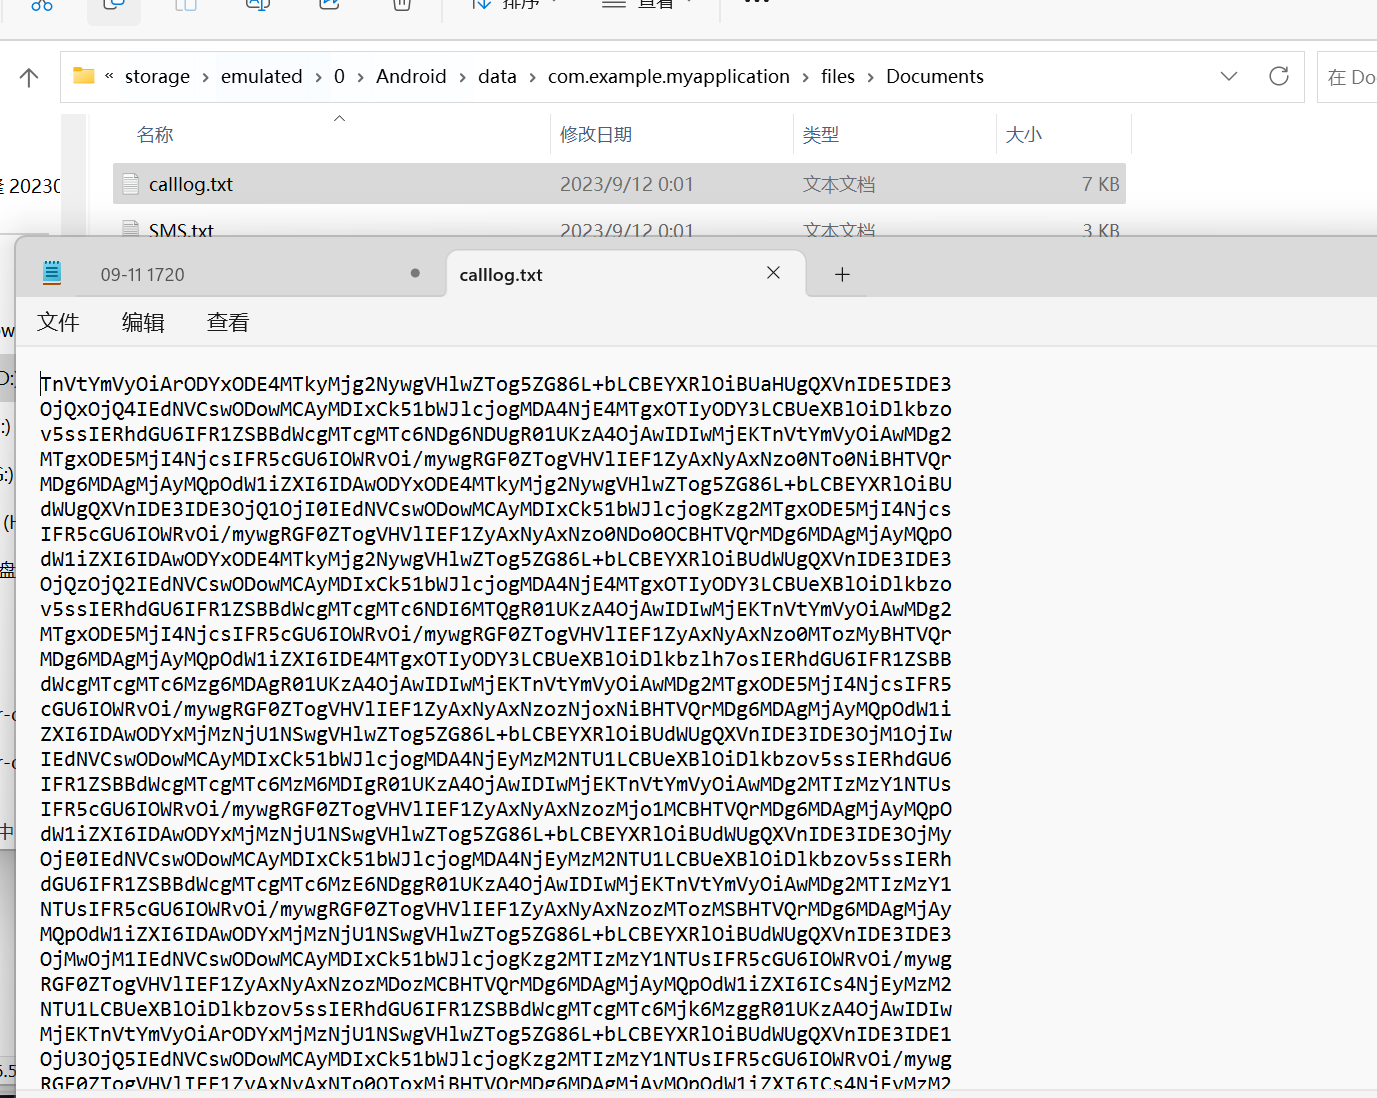 排序
查看
« storage › emulated › 0 › Android › data › com.example.myapplication › files › Documents
在 Do
名称 修改日期 类型 大小
calllog.txt 2023/9/12 0:01 文本文档 7 KB
SMS.txt 2023/9/12 0:01 文本文档 3 KB
09-11 1720
calllog.txt
文件 编辑 查看
TnVtYmVyOiArODYxODE4MTkyMjg2NywgVHlwZTog5ZG86L+bLCBEYXRlOiBUaHUgQXVnIDE5IDE3
OjQxOjQ4IEdNVCswODowMCAyMDIxCk51bWJlcjogMDA4NjE4MTgxOTIyODY3LCBUeXBlOiDlkbzo
v5ssIERhdGU6IFR1ZSBBdWcgMTcgMTc6NDg6NDUgR01UKzA4OjAwIDIwMjEKTnVtYmVyOiAwMDg2
MTgxODE5MjI4NjcsIFR5cGU6IOWRvOi/mywgRGF0ZTogVHVlIEF1ZyAxNyAxNzo0NTo0NiBHTVQr
MDg6MDAgMjAyMQpOdW1iZXI6IDAwODYxODE4MTkyMjg2NywgVHlwZTog5ZG86L+bLCBEYXRlOiBU
dWUgQXVnIDE3IDE3OjQ1OjI0IEdNVCswODowMCAyMDIxCk51bWJlcjogKzg2MTgxODE5MjI4Njcs
IFR5cGU6IOWRvOi/mywgRGF0ZTogVHVlIEF1ZyAxNyAxNzo0NDo0OCBHTVQrMDg6MDAgMjAyMQpO
dW1iZXI6IDAwODYxODE4MTkyMjg2NywgVHlwZTog5ZG86L+bLCBEYXRlOiBUdWUgQXVnIDE3IDE3
OjQzOjQ2IEdNVCswODowMCAyMDIxCk51bWJlcjogMDA4NjE4MTgxOTIyODY3LCBUeXBlOiDlkbzo
v5ssIERhdGU6IFR1ZSBBdWcgMTcgMTc6NDI6MTQgR01UKzA4OjAwIDIwMjEKTnVtYmVyOiAwMDg2
MTgxODE5MjI4NjcsIFR5cGU6IOWRvOi/mywgRGF0ZTogVHVlIEF1ZyAxNyAxNzo0MTozMyBHTVQr
MDg6MDAgMjAyMQpOdW1iZXI6IDE4MTgxOTIyODY3LCBUeXBlOiDlkbzlh7osIERhdGU6IFR1ZSBB
dWcgMTcgMTc6Mzg6MDAgR01UKzA4OjAwIDIwMjEKTnVtYmVyOiAwMDg2MTgxODE5MjI4NjcsIFR5
cGU6IOWRvOi/mywgRGF0ZTogVHVlIEF1ZyAxNyAxNzozNjoxNiBHTVQrMDg6MDAgMjAyMQpOdW1i
ZXI6IDAwODYxMjMzNjU1NSwgVHlwZTog5ZG86L+bLCBEYXRlOiBUdWUgQXVnIDE3IDE3OjM1OjIw
IEdNVCswODowMCAyMDIxCk51bWJlcjogMDA4NjEyMzM2NTU1LCBUeXBlOiDlkbzov5ssIERhdGU6
IFR1ZSBBdWcgMTcgMTc6MzM6MDIgR01UKzA4OjAwIDIwMjEKTnVtYmVyOiAwMDg2MTIzMzY1NTUs
IFR5cGU6IOWRvOi/mywgRGF0ZTogVHVlIEF1ZyAxNyAxNzozMjo1MCBHTVQrMDg6MDAgMjAyMQpO
dW1iZXI6IDAwODYxMjMzNjU1NSwgVHlwZTog5ZG86L+bLCBEYXRlOiBUdWUgQXVnIDE3IDE3OjMy
OjE0IEdNVCswODowMCAyMDIxCk51bWJlcjogMDA4NjEyMzM2NTU1LCBUeXBlOiDlkbzov5ssIERh
dGU6IFR1ZSBBdWcgMTcgMTc6MzE6NDggR01UKzA4OjAwIDIwMjEKTnVtYmVyOiAwMDg2MTIzMzY1
NTUsIFR5cGU6IOWRvOi/mywgRGF0ZTogVHVlIEF1ZyAxNyAxNzozMTozMSBHTVQrMDg6MDAgMjAy
MQpOdW1iZXI6IDAwODYxMjMzNjU1NSwgVHlwZTog5ZG86L+bLCBEYXRlOiBUdWUgQXVnIDE3IDE3
OjMwOjM1IEdNVCswODowMCAyMDIxCk51bWJlcjogKzg2MTIzMzY1NTUsIFR5cGU6IOWRvOi/mywg
RGF0ZTogVHVlIEF1ZyAxNyAxNzozMDozMCBHTVQrMDg6MDAgMjAyMQpOdW1iZXI6ICs4NjEyMzM2
NTU1LCBUeXBlOiDlkbzov5ssIERhdGU6IFR1ZSBBdWcgMTcgMTc6Mjk6MzggR01UKzA4OjAwIDIw
MjEKTnVtYmVyOiArODYxMjMzNjU1NSwgVHlwZTog5ZG86L+bLCBEYXRlOiBUdWUgQXVnIDE3IDE1
OjU3OjQ5IEdNVCswODowMCAyMDIxCk51bWJlcjogKzg2MTIzMzY1NTUsIFR5cGU6IOWRvOi/mywg
RGF0ZTogVHVlIEF1ZyAxNyAxNTo0OToxMiBHTVQrMDg6MDAgMjAyMQpOdW1iZXI6ICs4NjEyMzM2